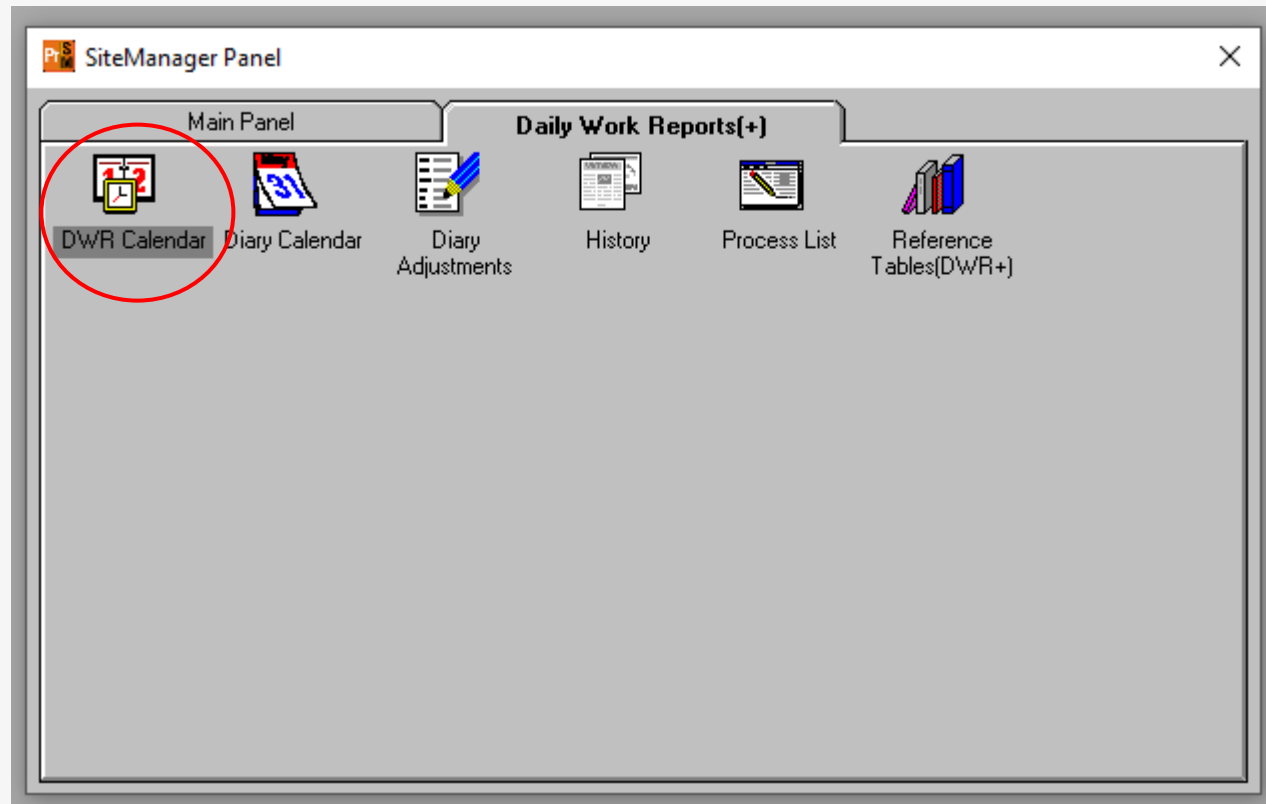 SiteManager Panel
Main Panel
Daily Work Reports(+)
DWR Calendar
Diary Calendar
Diary
Adjustments
History
Process List
Reference
Tables(DWR+)
31